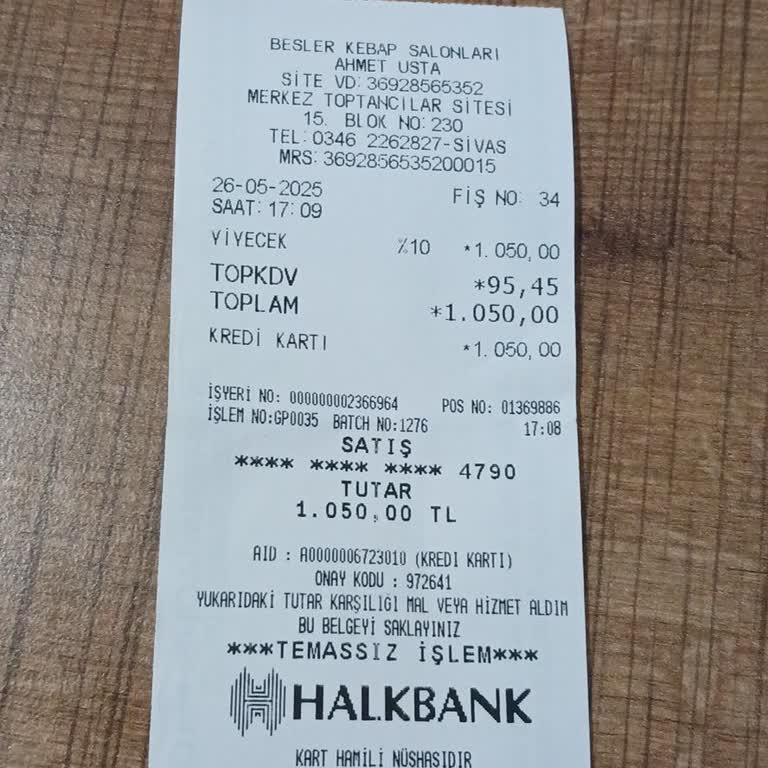 BESLER KEBAP SALONLARI
AHMET USTA
SİTE VD: 36928565352
MERKEZ TOPTANCILAR SİTESİ
15. BLOK NO: 230
TEL: 0346 2262827-SİVAS
MRS: 3692856535200015
26-05-2025 FİŞ NO: 34
SAAT: 17:09
YİYECEK %10 *1.050,00
TOPKDV *95,45
TOPLAM *1.050,00
KREDİ KARTI *1.050,00
İŞYERİ NO: 000000002366964 POS NO: 01369886
İŞLEM NO:GP0035 BATCH NO:1276 17:08
SATIŞ
**** **** **** 4790
TUTAR
1.050,00 TL
AID : A0000006723010 (KREDI KARTI)
ONAY KODU : 972641
YUKARIDAKİ TUTAR KARŞILIGI MAL VEYA HİZMET ALDIM
BU BELGEYİ SAKLAYINIZ
***TEMASSIZ İŞLEM***
HALKBANK
KART HAMİLİ NÜSHASIDIR